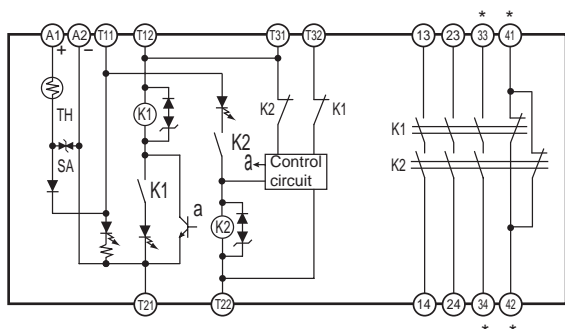 * *
A1 A2 T11 T12 T31 T32 13 23 33 41
+ −
TH
K1
K2 K1
K2
SA
a
Control
circuit
K1
K2
K1
a
K2
T21 T22 14 24 34 42
* *